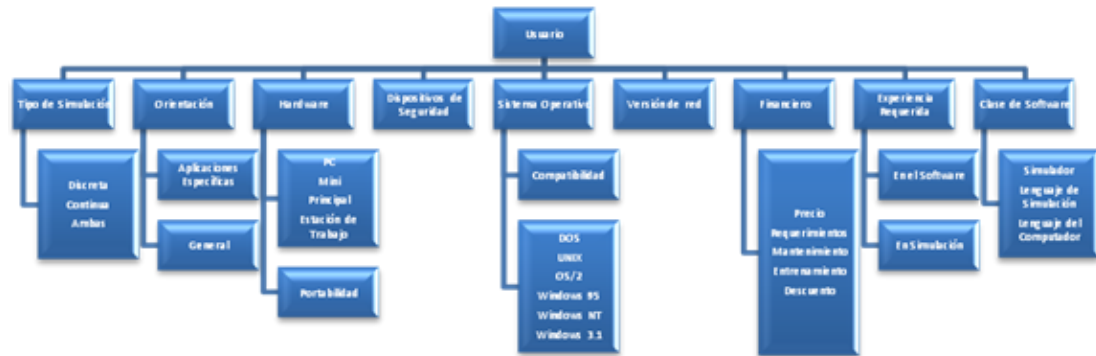 Usuario
Tipo de Simulación
Orientación
Hardware
Dispositivos de
Seguridad
Sistema Operativo
Versión de red
Financiero
Experiencia
Requerida
Clase de Software
Discreta
Continua
Ambas
Aplicaciones
Específicas
General
PC
Mini
Principal
Estación de
Trabajo
Portabilidad
Compatibilidad
DOS
UNIX
OS/2
Windows 95
Windows NT
Windows 3.1
Precio
Requerimientos
Mantenimiento
Entrenamiento
Descuento
En el Software
En Simulación
Simulador
Lenguaje de
Simulación
Lenguaje del
Computador